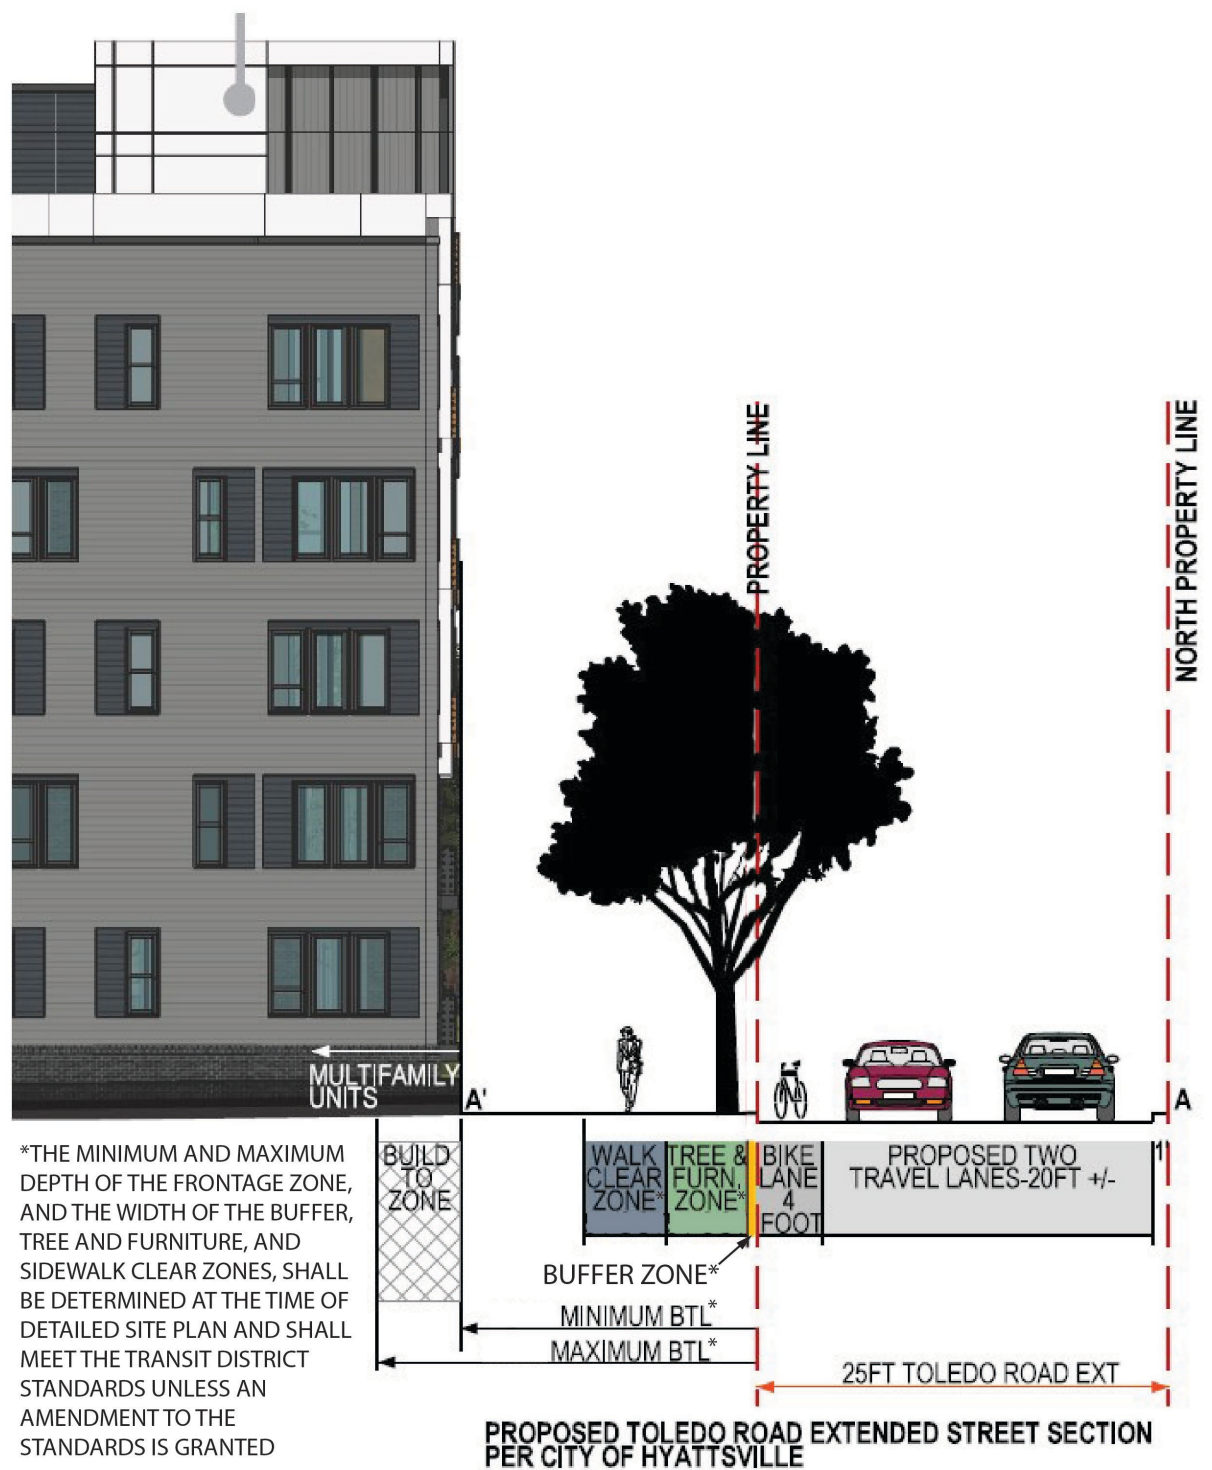 PROPERTY LINE
NORTH PROPERTY LINE
MULTIFAMILY
UNITS
A'
A
*THE MINIMUM AND MAXIMUM
DEPTH OF THE FRONTAGE ZONE,
AND THE WIDTH OF THE BUFFER,
TREE AND FURNITURE, AND
SIDEWALK CLEAR ZONES, SHALL
BE DETERMINED AT THE TIME OF
DETAILED SITE PLAN AND SHALL
MEET THE TRANSIT DISTRICT
STANDARDS UNLESS AN
AMENDMENT TO THE
STANDARDS IS GRANTED
BUILD
TO
ZONE
WALK
CLEAR
ZONE*
TREE &
FURN.
ZONE*
BIKE
LANE
4
FOOT
PROPOSED TWO
TRAVEL LANES-20FT +/-
1'
BUFFER ZONE*
MINIMUM BTL*
MAXIMUM BTL*
25FT TOLEDO ROAD EXT
PROPOSED TOLEDO ROAD EXTENDED STREET SECTION
PER CITY OF HYATTSVILLE